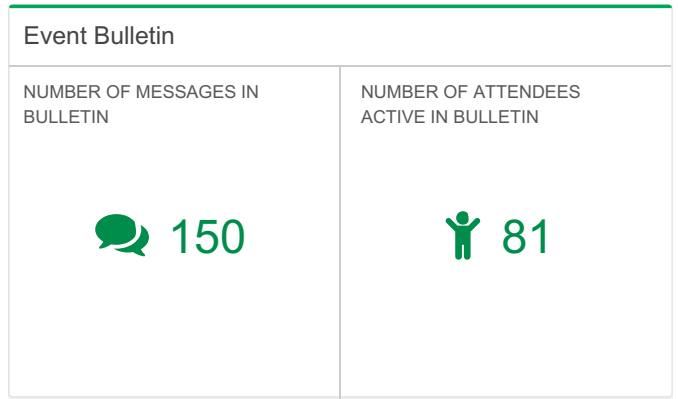 Event Bulletin
NUMBER OF MESSAGES IN
BULLETIN
150
NUMBER OF ATTENDEES
ACTIVE IN BULLETIN
81